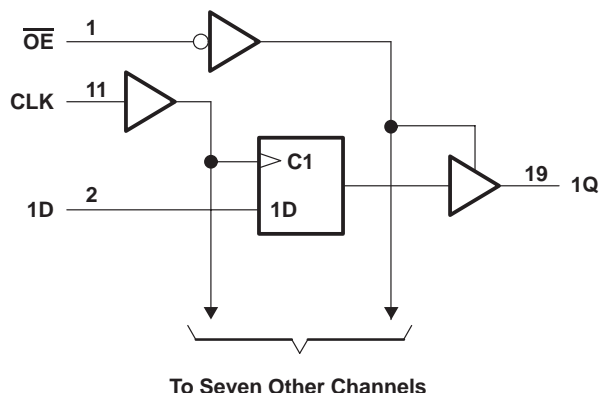 OE 1
CLK 11
C1
1D 2
1D
19 1Q
To Seven Other Channels